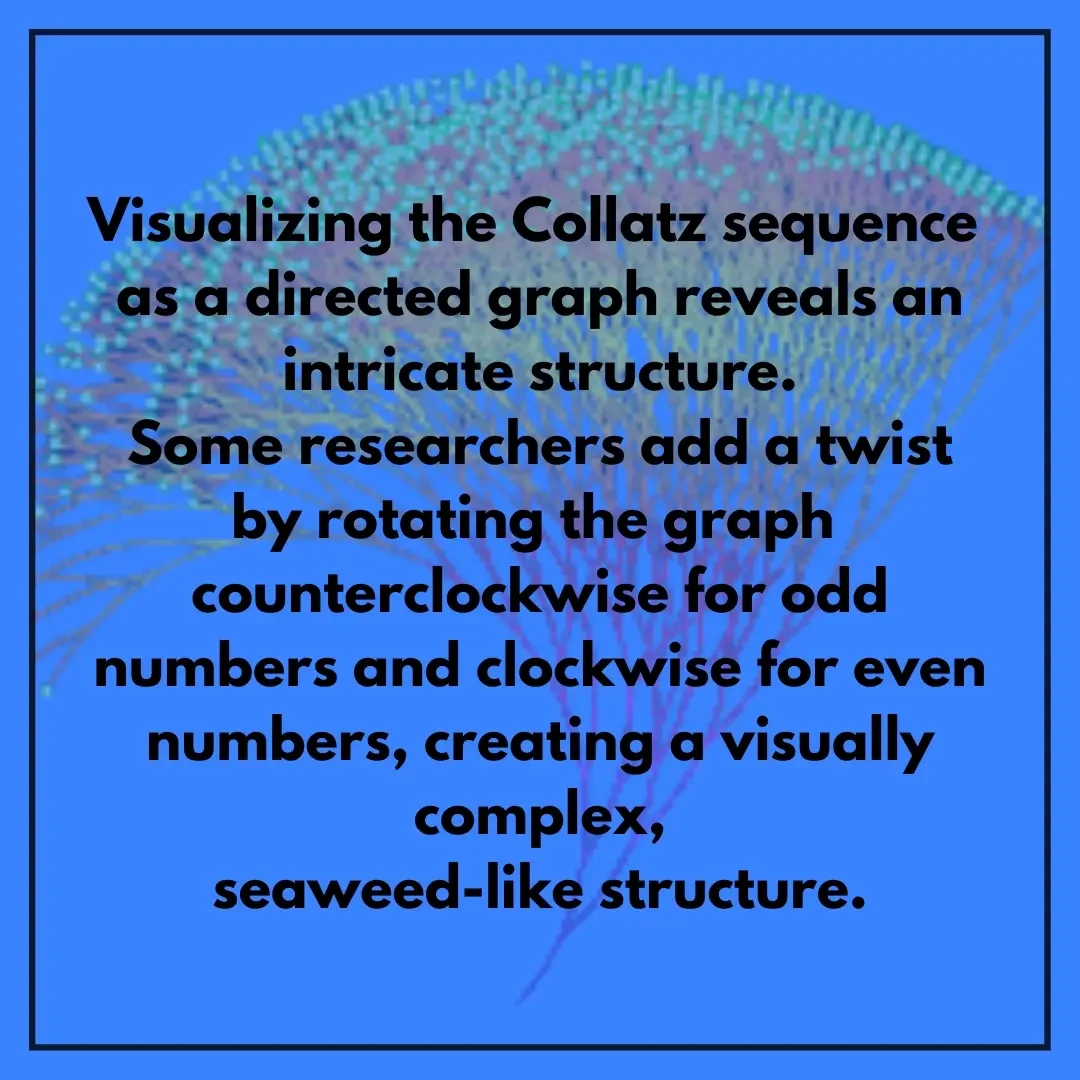 Visualizing the Collatz sequence
as a directed graph reveals an
intricate structure.
Some researchers add a twist
by rotating the graph
counterclockwise for odd
numbers and clockwise for even
numbers, creating a visually
complex,
seaweed-like structure.